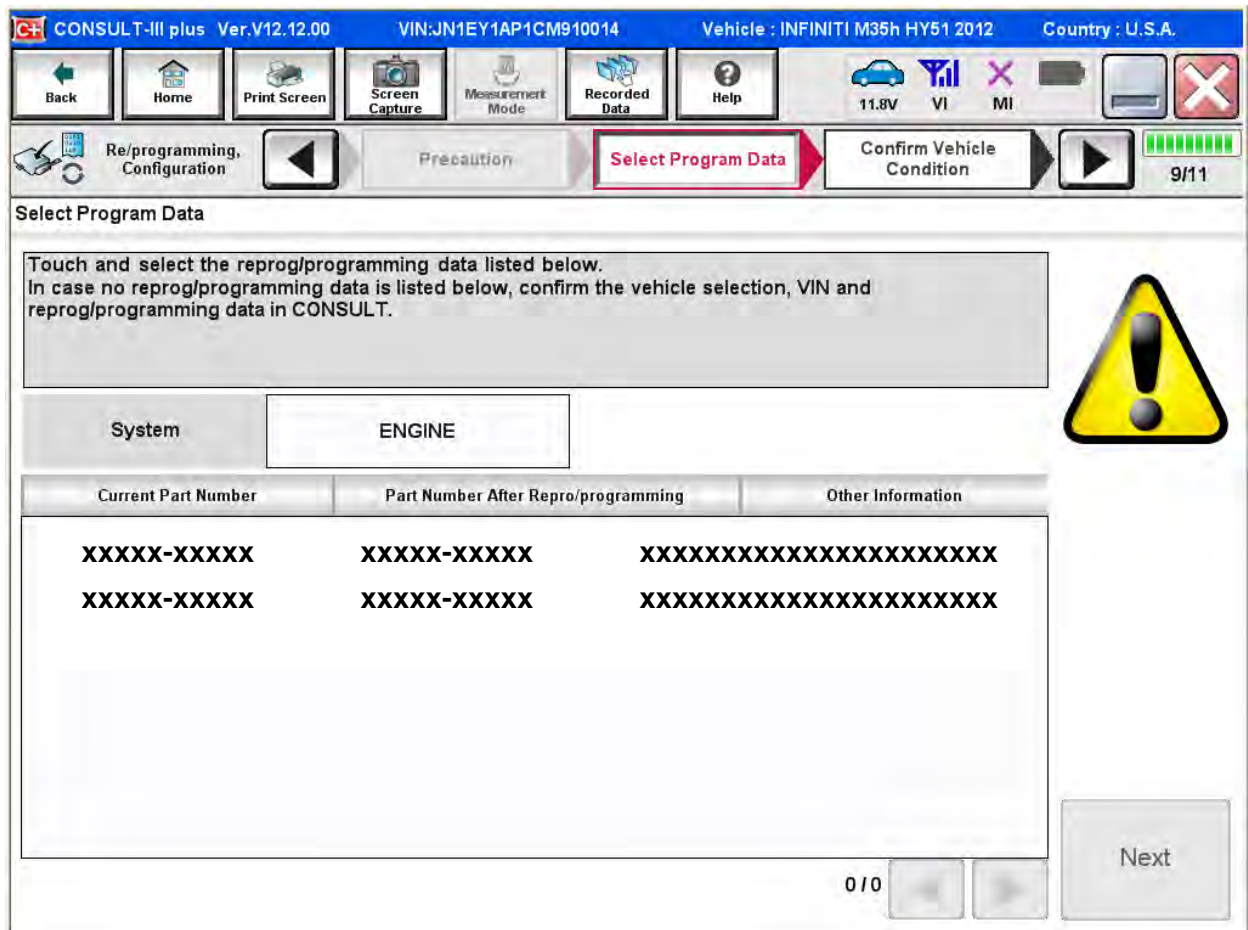 C+ CONSULT-III plus Ver.V12.12.00 VIN:JN1EY1AP1CM910014 Vehicle : INFINITI M35h HY51 2012 Country : U.S.A.
Back Home Print Screen Screen Capture Measurement Mode Recorded Data Help 11.8V VI MI
Re/programming, Configuration Precaution Select Program Data Confirm Vehicle Condition 9/11
Select Program Data
Touch and select the reprog/programming data listed below.
In case no reprog/programming data is listed below, confirm the vehicle selection, VIN and
reprog/programming data in CONSULT.
System ENGINE
Current Part Number Part Number After Repro/programming Other Information
XXXXX-XXXXX XXXXX-XXXXX XXXXXXXXXXXXXXXXXXXXXX
XXXXX-XXXXX XXXXX-XXXXX XXXXXXXXXXXXXXXXXXXXXX
Next
0/0